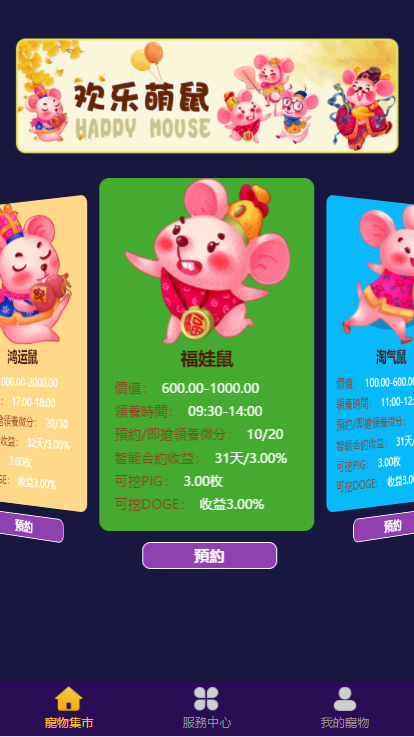 欢乐萌鼠
HAPPY MOUSE
鸿运鼠
000.00-2000.00
17:00-18:00
搶領養微分： 20/30
收益： 32天/3.00%
3.00枚
GE： 收益3.00%
預約
福娃鼠
價值： 600.00-1000.00
領養時間： 09:30-14:00
預約/即搶領養微分： 10/20
智能合約收益： 31天/3.00%
可挖PIG： 3.00枚
可挖DOGE： 收益3.00%
預約
淘气鼠
價值： 100.00-600.00
領養時間： 11:00-12:
預約/即搶領養微分：
智能合約收益： 31天/
可挖PIG： 3.00枚
可挖DOGE： 收益3.0
預約
寵物集市
服務中心
我的寵物